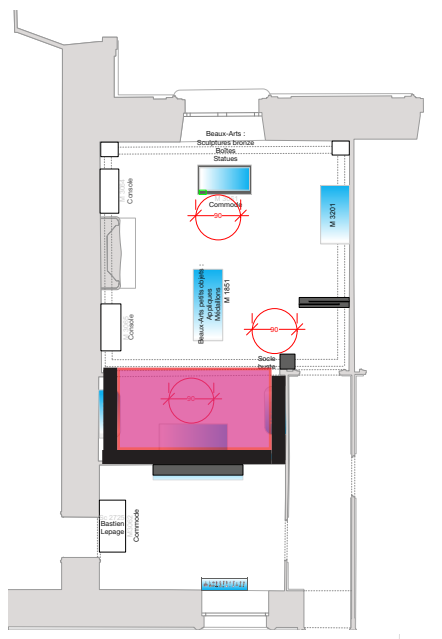 Beaux-Arts :
Sculptures bronze
Boîtes
Statues
Console
Commode
90
M 3201
Beaux-Arts petits objets :
Appliques
Médaillons
M 1851
Console
90
Socle
buste
90
Bastien
Lepage
Commode